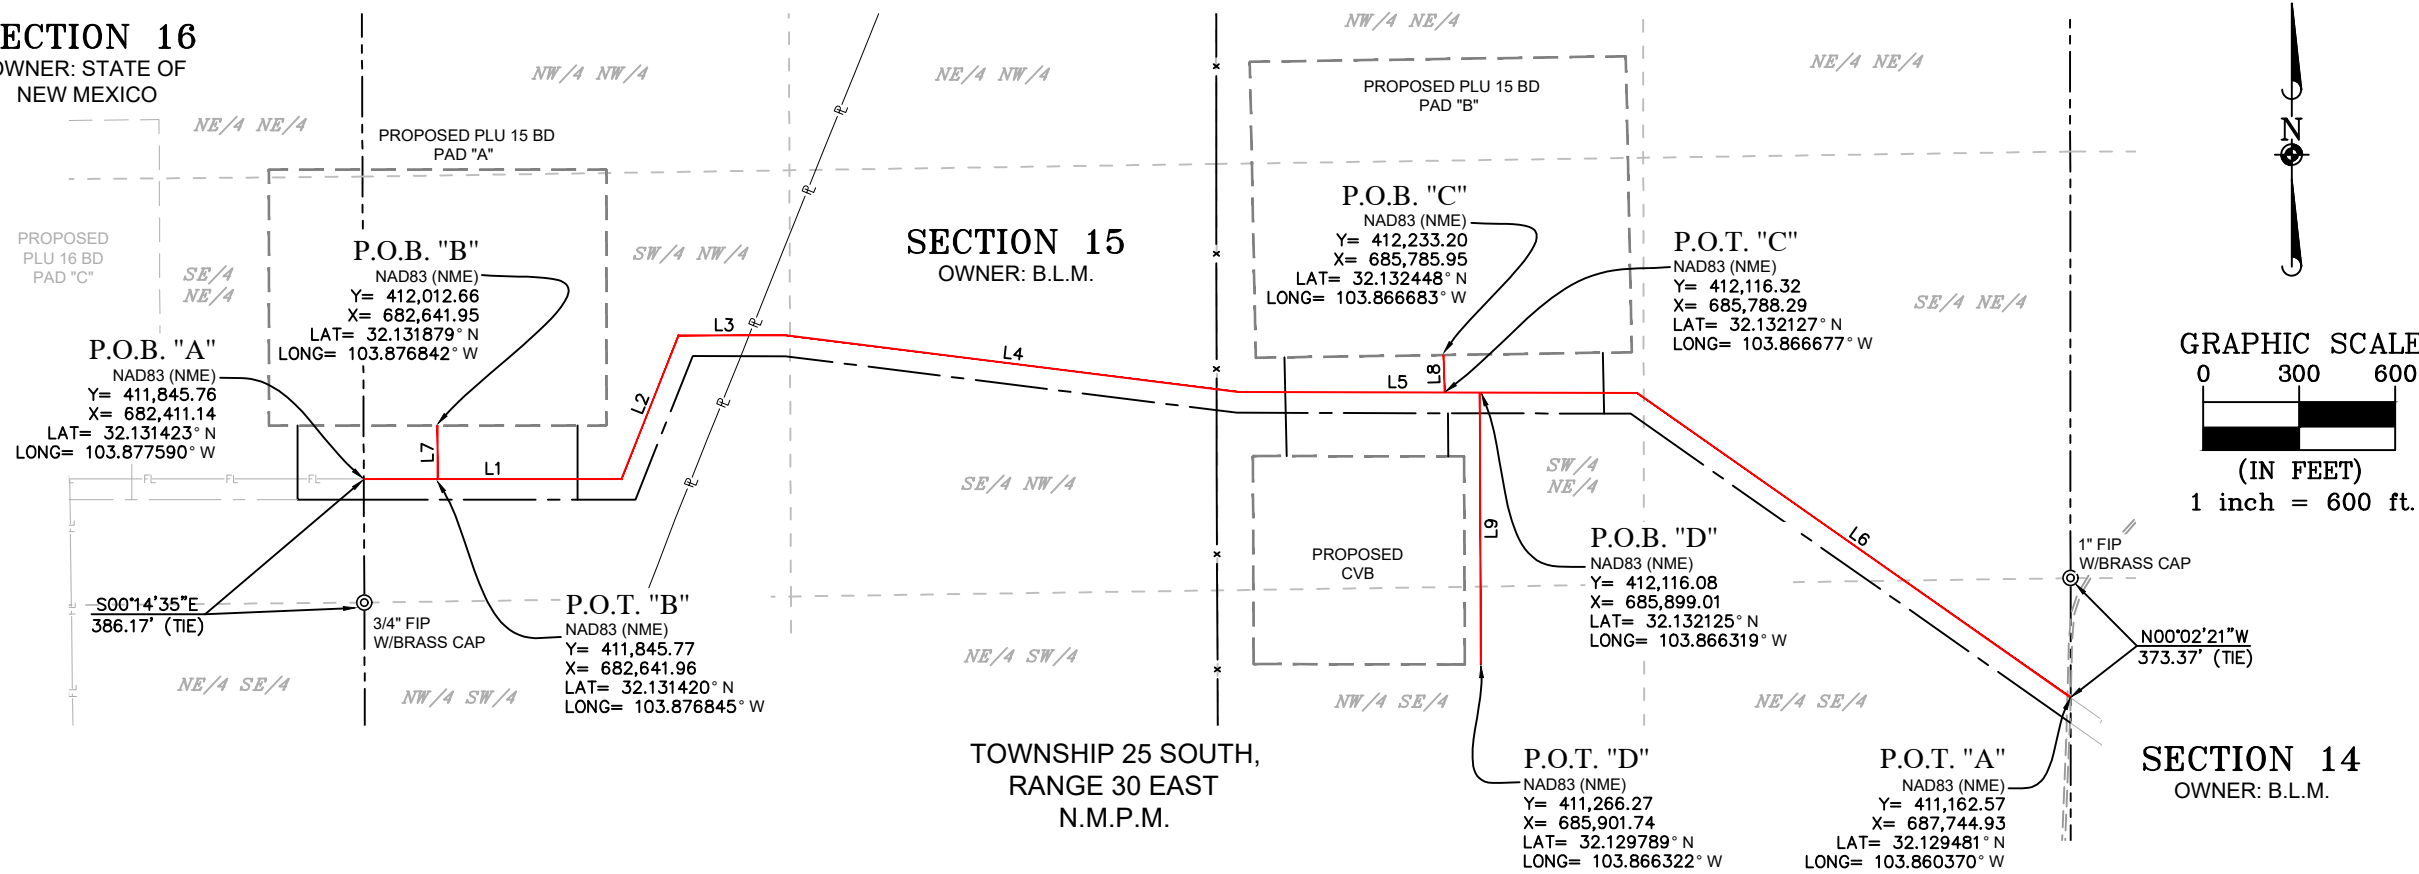 ECTION 16
OWNER: STATE OF
NEW MEXICO
NE/4 NE/4
NW/4 NW/4
NE/4 NW/4
NW/4 NE/4
NE/4 NE/4
PROPOSED PLU 15 BD
PAD "A"
PROPOSED PLU 15 BD
PAD "B"
N
PROPOSED
PLU 16 BD
PAD "C"
SE/4
NE/4
SW/4 NW/4
SECTION 15
OWNER: B.L.M.
SE/4 NE/4
P.O.B. "B"
NAD83 (NME)
Y= 412,012.66
X= 682,641.95
LAT= 32.131879° N
LONG= 103.876842° W
P.O.B. "C"
NAD83 (NME)
Y= 412,233.20
X= 685,785.95
LAT= 32.132448° N
LONG= 103.866683° W
P.O.T. "C"
NAD83 (NME)
Y= 412,116.32
X= 685,788.29
LAT= 32.132127° N
LONG= 103.866677° W
P.O.B. "A"
NAD83 (NME)
Y= 411,845.76
X= 682,411.14
LAT= 32.131423° N
LONG= 103.877590° W
GRAPHIC SCALE
0 300 600
(IN FEET)
1 inch = 600 ft.
L1
L2
L3
L4
L5
L6
L7
L8
L9
PL
PL
PL
PL
PL
FL
FL
FL
FL
FL
FL
FL
SE/4 NW/4
SW/4
NE/4
PROPOSED
CVB
S00°14'35"E
386.17' (TIE)
3/4" FIP
W/BRASS CAP
P.O.T. "B"
NAD83 (NME)
Y= 411,845.77
X= 682,641.96
LAT= 32.131420° N
LONG= 103.876845° W
P.O.B. "D"
NAD83 (NME)
Y= 412,116.08
X= 685,899.01
LAT= 32.132125° N
LONG= 103.866319° W
1" FIP
W/BRASS CAP
N00°02'21"W
373.37' (TIE)
NE/4 SE/4
NW/4 SW/4
NE/4 SW/4
NW/4 SE/4
NE/4 SE/4
TOWNSHIP 25 SOUTH,
RANGE 30 EAST
N.M.P.M.
P.O.T. "D"
NAD83 (NME)
Y= 411,266.27
X= 685,901.74
LAT= 32.129789° N
LONG= 103.866322° W
P.O.T. "A"
NAD83 (NME)
Y= 411,162.57
X= 687,744.93
LAT= 32.129481° N
LONG= 103.860370° W
SECTION 14
OWNER: B.L.M.